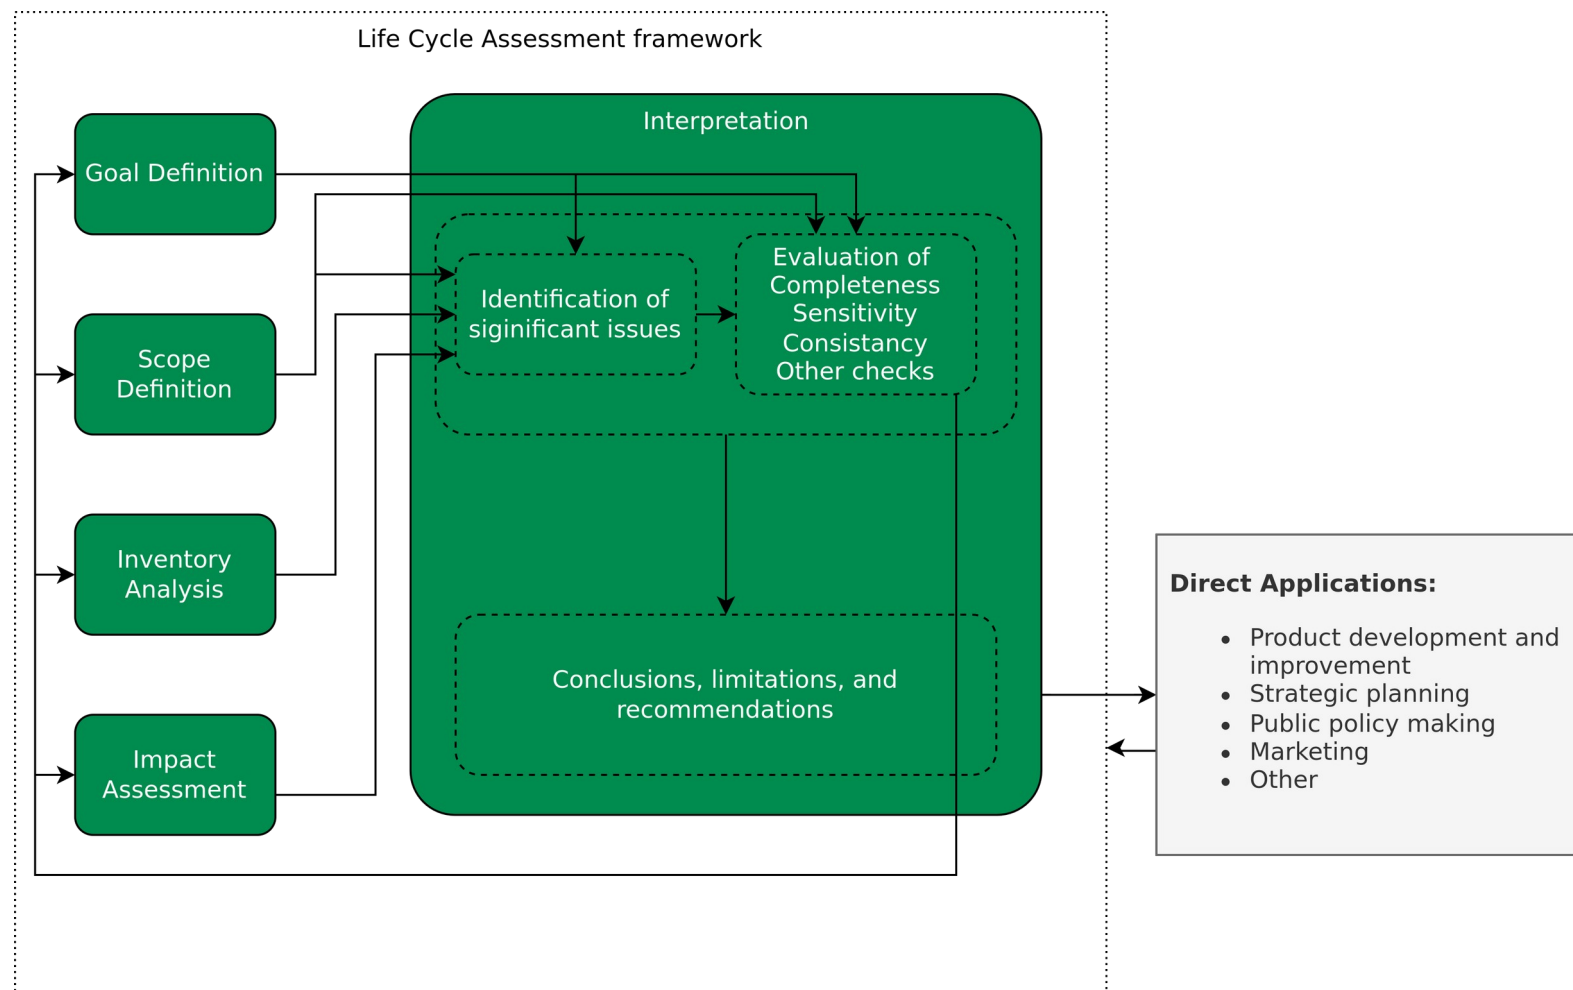 Life Cycle Assessment framework
Interpretation
Goal Definition
Scope
Definition
Inventory
Analysis
Impact
Assessment
Identification of
siginificant issues
Evaluation of
Completeness
Sensitivity
Consistancy
Other checks
Conclusions, limitations, and
recommendations
Direct Applications:
• Product development and
improvement
• Strategic planning
• Public policy making
• Marketing
• Other